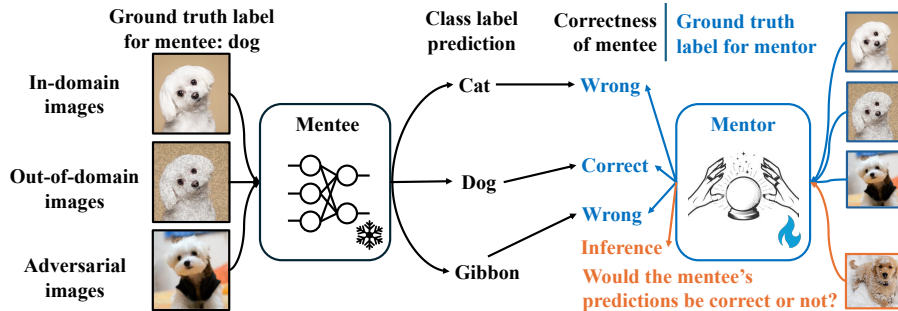 Ground truth label
for mentee: dog
Class label
prediction
Correctness
of mentee
Ground truth
label for mentor
In-domain
images
Out-of-domain
images
Adversarial
images
Mentee
Cat
Dog
Gibbon
Wrong
Correct
Wrong
Inference
Mentor
Would the mentee's
predictions be correct or not?